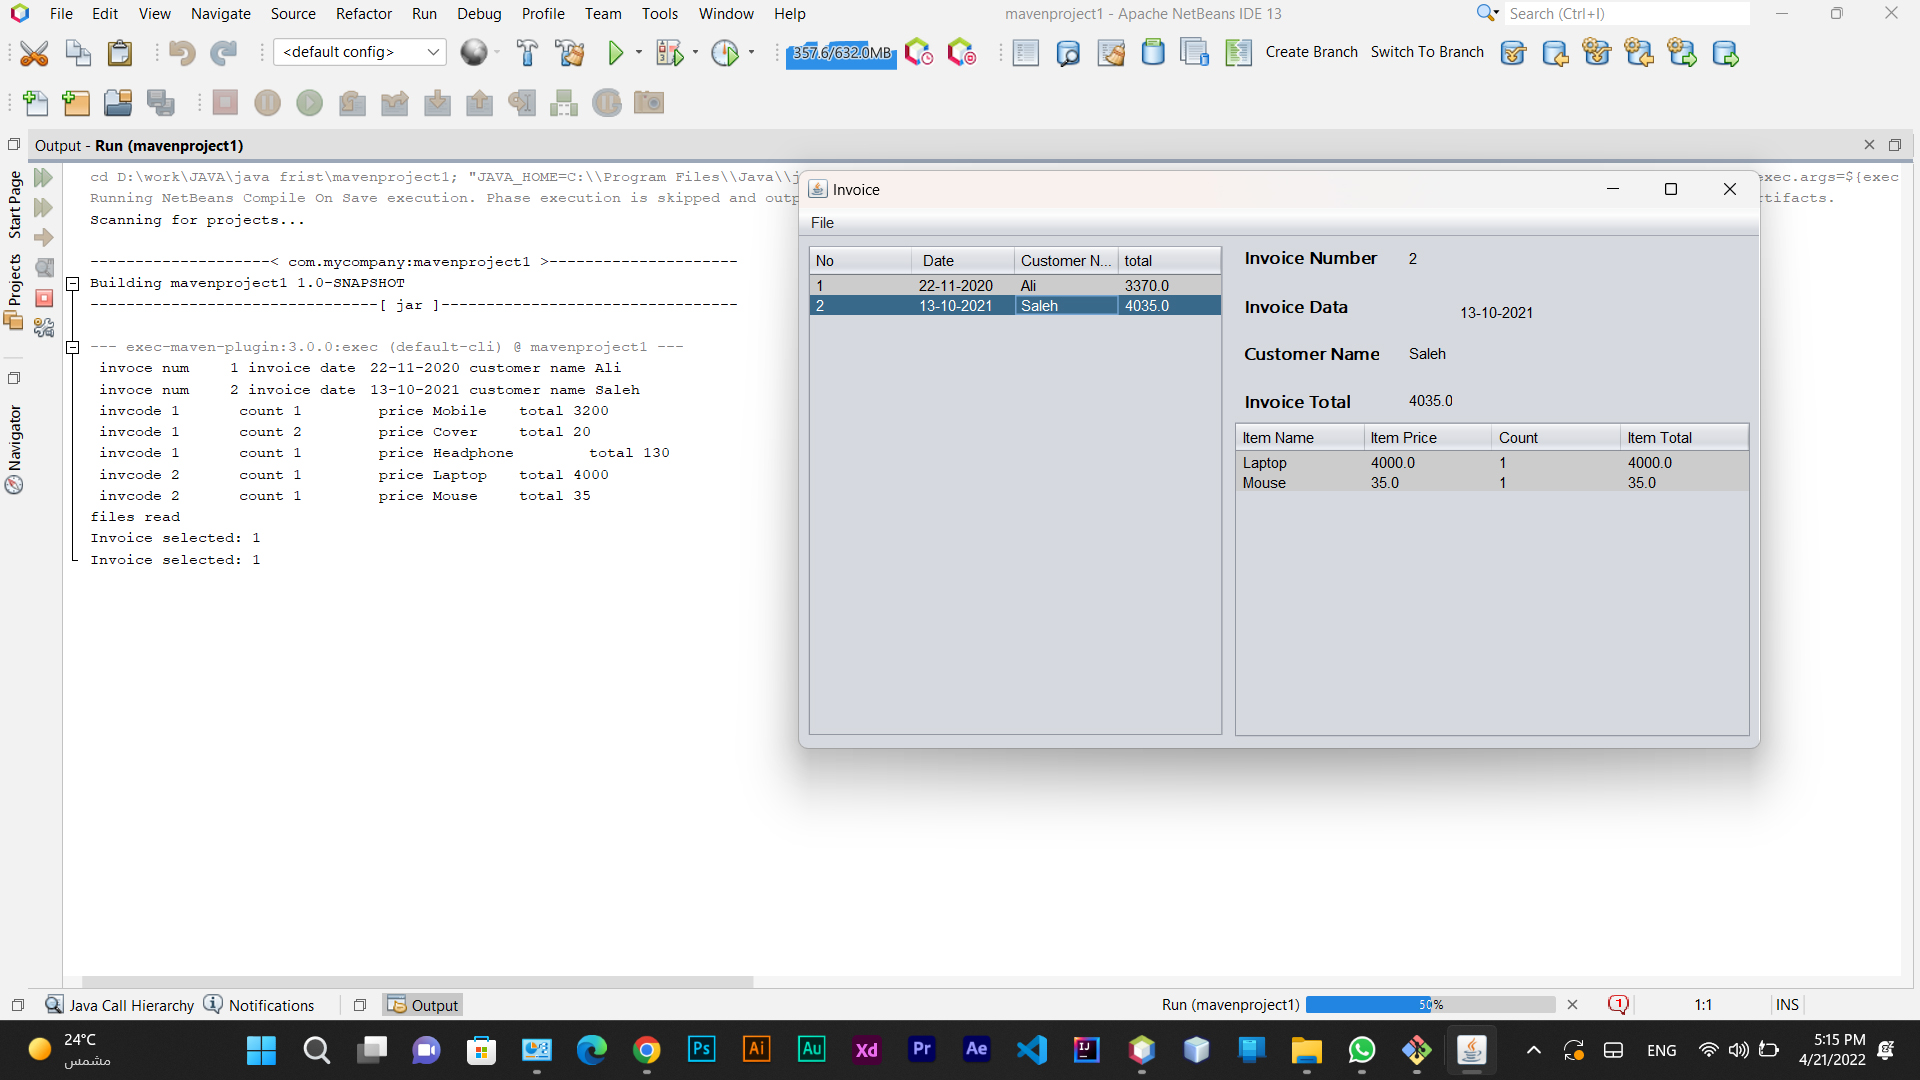 File Edit View Navigate Source Refactor Run Debug Profile Team Tools Window Help
mavenproject1 - Apache NetBeans IDE 13
Search (Ctrl+I)
<default config>
357.6/632.0MB
Create Branch Switch To Branch
Output - Run (mavenproject1)
Start Page
Projects
Navigator
cd D:\work\JAVA\java frist\mavenproject1; "JAVA_HOME=C:\\Program Files\\Java\\j
exec.args=${exec
Running NetBeans Compile On Save execution. Phase execution is skipped and outp
tifacts.
Scanning for projects...
--------------------< com.mycompany:mavenproject1 >---------------------
Building mavenproject1 1.0-SNAPSHOT
--------------------------------[ jar ]---------------------------------
--- exec-maven-plugin:3.0.0:exec (default-cli) @ mavenproject1 ---
invoce num 1 invoice date 22-11-2020 customer name Ali
invoce num 2 invoice date 13-10-2021 customer name Saleh
invcode 1 count 1 price Mobile total 3200
invcode 1 count 2 price Cover total 20
invcode 1 count 1 price Headphone total 130
invcode 2 count 1 price Laptop total 4000
invcode 2 count 1 price Mouse total 35
files read
Invoice selected: 1
Invoice selected: 1
Invoice
File
No Date Customer N... total
1 22-11-2020 Ali 3370.0
2 13-10-2021 Saleh 4035.0
Invoice Number 2
Invoice Data 13-10-2021
Customer Name Saleh
Invoice Total 4035.0
Item Name Item Price Count Item Total
Laptop 4000.0 1 4000.0
Mouse 35.0 1 35.0
Java Call Hierarchy Notifications Output
Run (mavenproject1) 50% 1 1:1 INS
24°C
مشمس
Ps Ai Au Xd Pr Ae IJ
ENG
5:15 PM
4/21/2022